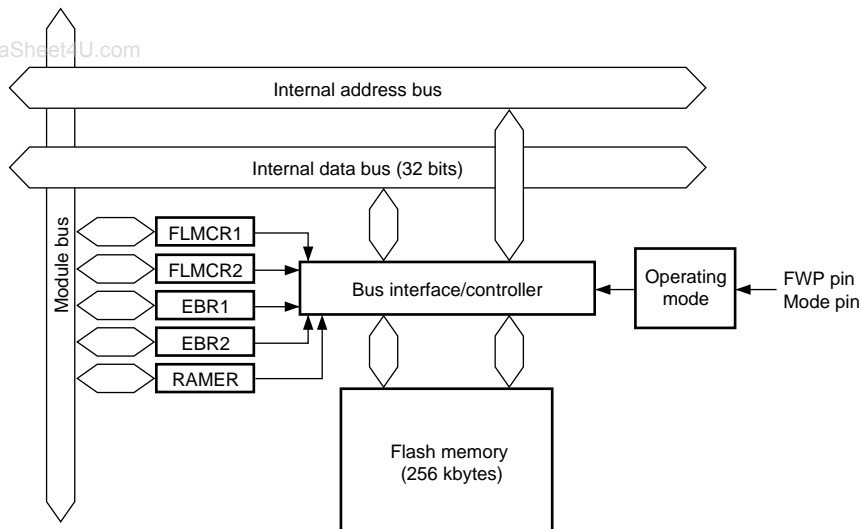 aSheet4U.com
Internal address bus
Internal data bus (32 bits)
Module bus
FLMCR1
FLMCR2
EBR1
EBR2
RAMER
Bus interface/controller
Operating
mode
FWP pin
Mode pin
Flash memory
(256 kbytes)